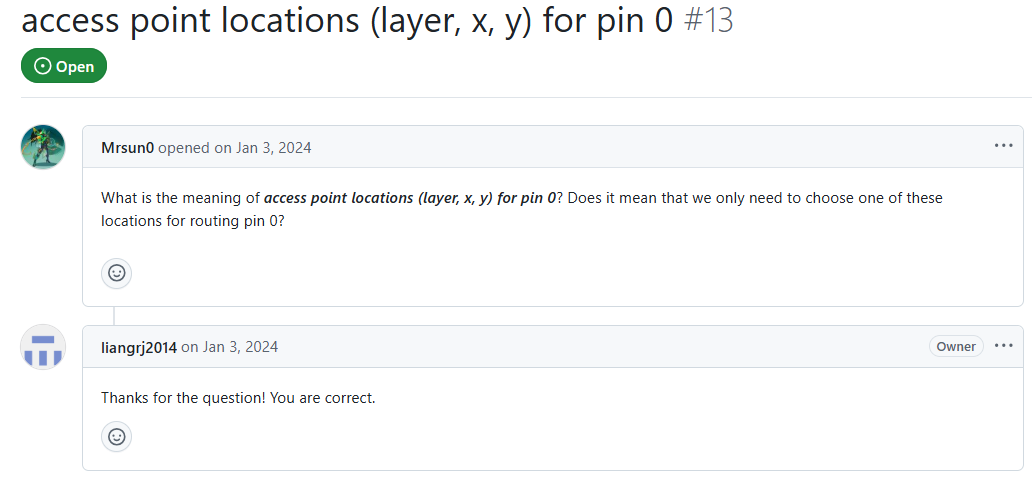 access point locations (layer, x, y) for pin 0 #13
Open
Mrsun0 opened on Jan 3, 2024
What is the meaning of access point locations (layer, x, y) for pin 0? Does it mean that we only need to choose one of these
locations for routing pin 0?
liangrj2014 on Jan 3, 2024
Owner
Thanks for the question! You are correct.